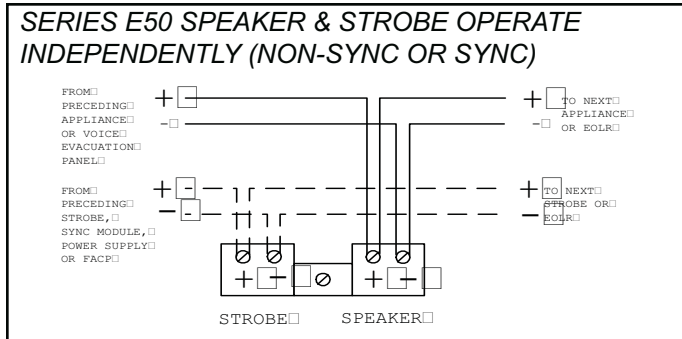 SERIES E50 SPEAKER & STROBE OPERATE
INDEPENDENTLY (NON-SYNC OR SYNC)
FROM
PRECEDING
APPLIANCE
OR VOICE
EVACUATION
PANEL
+
-
+
-
TO NEXT
APPLIANCE
OR EOLR
FROM
PRECEDING
STROBE,
SYNC MODULE,
POWER SUPPLY
OR FACP
+
-
+
-
TO NEXT
STROBE OR
EOLR
+ -
+ -
STROBE
SPEAKER